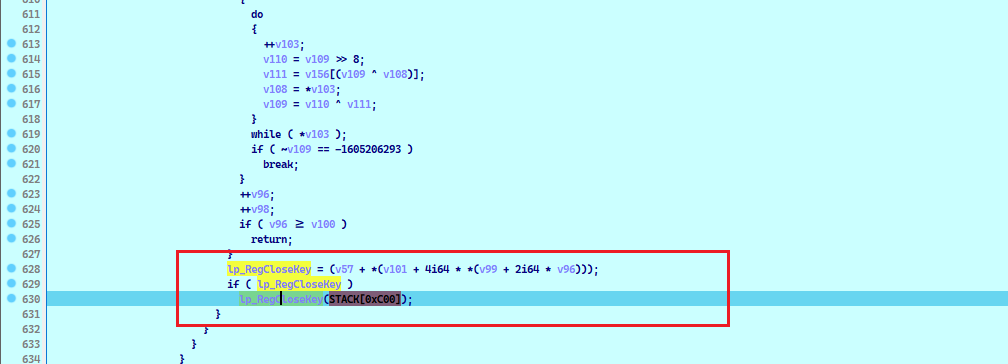 611 do
612 {
613 ++v103;
614 v110 = v109 >> 8;
615 v111 = v156[(v109 ^ v108)];
616 v108 = *v103;
617 v109 = v110 ^ v111;
618 }
619 while ( *v103 );
620 if ( ~v109 == -1605206293 )
621 break;
622 }
623 ++v96;
624 ++v98;
625 if ( v96 ≥ v100 )
626 return;
627 }
628 lp_RegCloseKey = (v57 + *(v101 + 4i64 * *(v99 + 2i64 * v96)));
629 if ( lp_RegCloseKey )
630 lp_RegCloseKey(STACK[0xC00]);
631 }
632 }
633 }
634 }